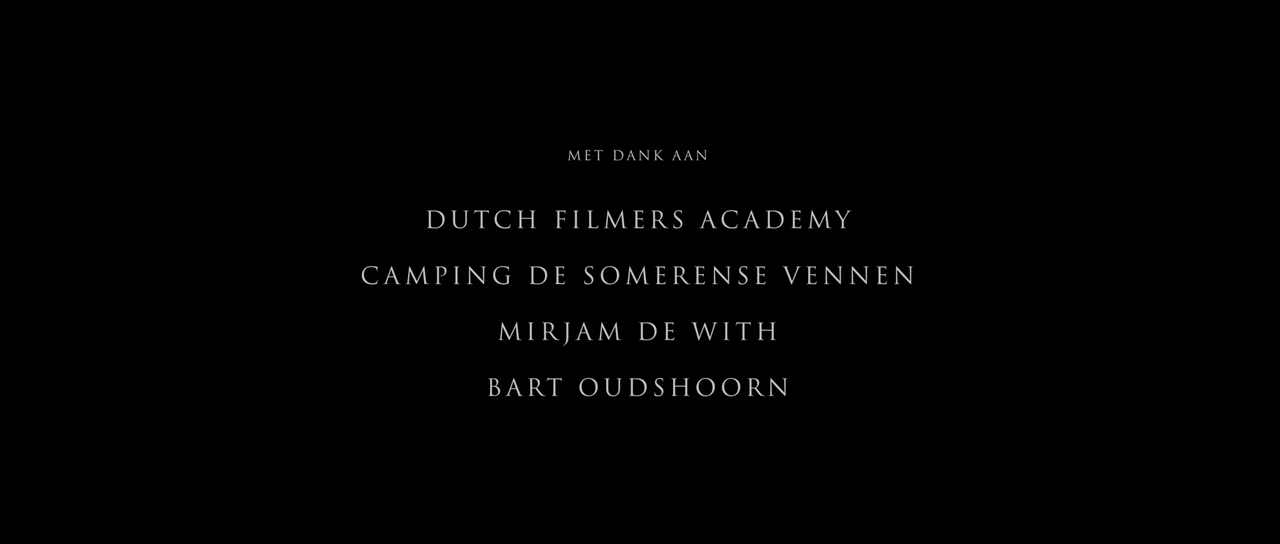 MET DANK AAN
DUTCH FILMERS ACADEMY
CAMPING DE SOMERENSE VENNEN
MIRJAM DE WITH
BART OUDSHOORN